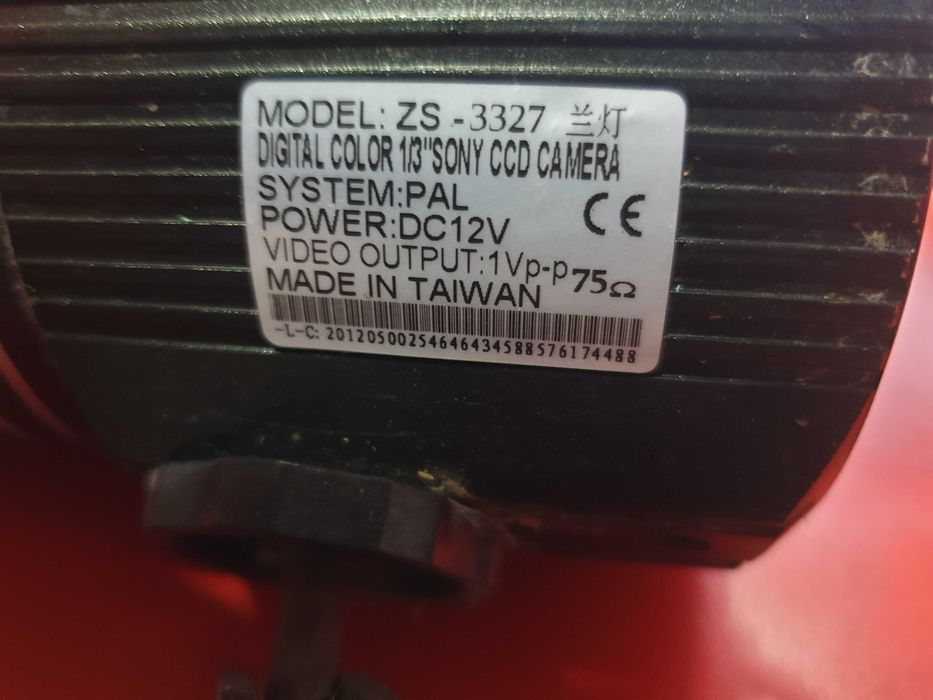 MODEL: ZS-3327 兰灯
DIGITAL COLOR 1/3"SONY CCD CAMERA
SYSTEM:PAL
CE
POWER:DC12V
VIDEO OUTPUT:1Vp-p 75Ω
MADE IN TAIWAN
-L-C: 20120500254646434588576174488